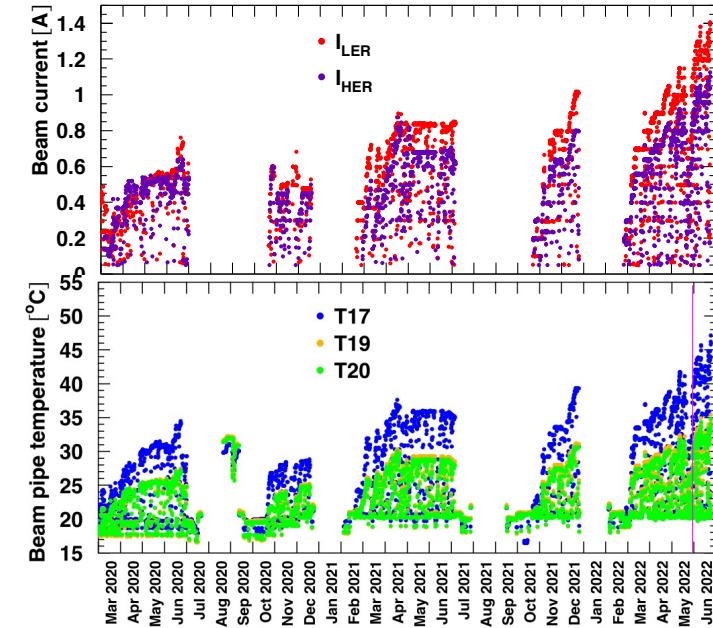 Beam current [A]
1.4
1.2
1
0.8
0.6
0.4
0.2
0
I_LER
I_HER
Beam pipe temperature [°C]
55
50
45
40
35
30
25
20
15
T17
T19
T20
Mar 2020
Apr 2020
May 2020
Jun 2020
Jul 2020
Aug 2020
Sep 2020
Oct 2020
Nov 2020
Dec 2020
Jan 2021
Feb 2021
Mar 2021
Apr 2021
May 2021
Jun 2021
Jul 2021
Aug 2021
Sep 2021
Oct 2021
Nov 2021
Dec 2021
Jan 2022
Feb 2022
Mar 2022
Apr 2022
May 2022
Jun 2022